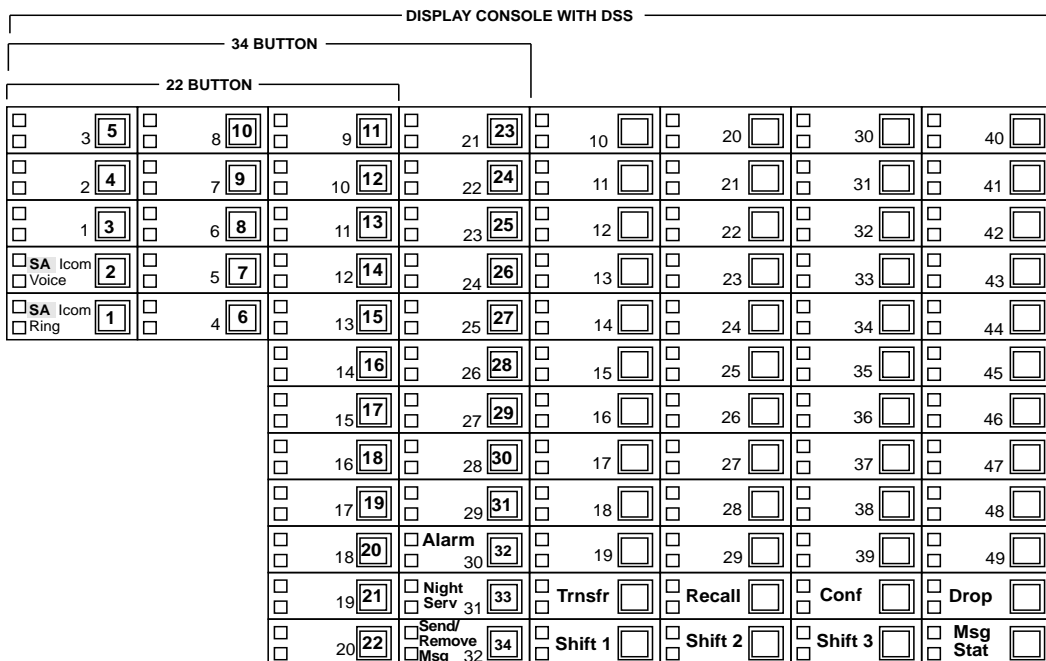 DISPLAY CONSOLE WITH DSS
34 BUTTON
22 BUTTON
3 5 8 10 9 11 21 23 10 20 30 40
2 4 7 9 10 12 22 24 11 21 31 41
1 3 6 8 11 13 23 25 12 22 32 42
SA Icom Voice 2 5 7 12 14 24 26 13 23 33 43
SA Icom Ring 1 4 6 13 15 25 27 14 24 34 44
14 16 26 28 15 25 35 45
15 17 27 29 16 26 36 46
16 18 28 30 17 27 37 47
17 19 29 31 18 28 38 48
18 20 Alarm 30 32 19 29 39 49
19 21 Night Serv 31 33 Trnsfr Recall Conf Drop
20 22 Send/ Remove Msg 32 34 Shift 1 Shift 2 Shift 3 Msg Stat